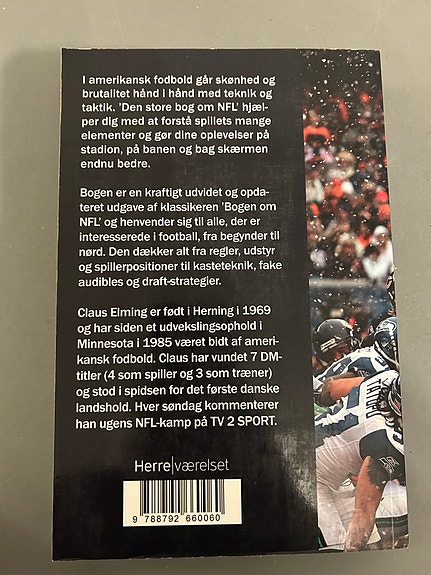 I amerikansk fodbold går skønhed og
brutalitet hånd i hånd med teknik og
taktik. 'Den store bog om NFL' hjæl-
per dig med at forstå spillets mange
elementer og gør dine oplevelser på
stadion, på banen og bag skærmen
endnu bedre.
Bogen er en kraftigt udvidet og opda-
teret udgave af klassikeren 'Bogen om
NFL' og henvender sig til alle, der er
interesserede i football, fra begynder til
nørd. Den dækker alt fra regler, udstyr
og spillerpositioner til kasteteknik, fake
audibles og draft-strategier.
Claus Elming er født i Herning i 1969
og har siden et udvekslingsophold i
Minnesota i 1985 været bidt af ameri-
kansk fodbold. Claus har vundet 7 DM-
titler (4 som spiller og 3 som træner)
og stod i spidsen for det første danske
landshold. Hver søndag kommenterer
han ugens NFL-kamp på TV 2 SPORT.
Herre|værelset
9 788792 660060